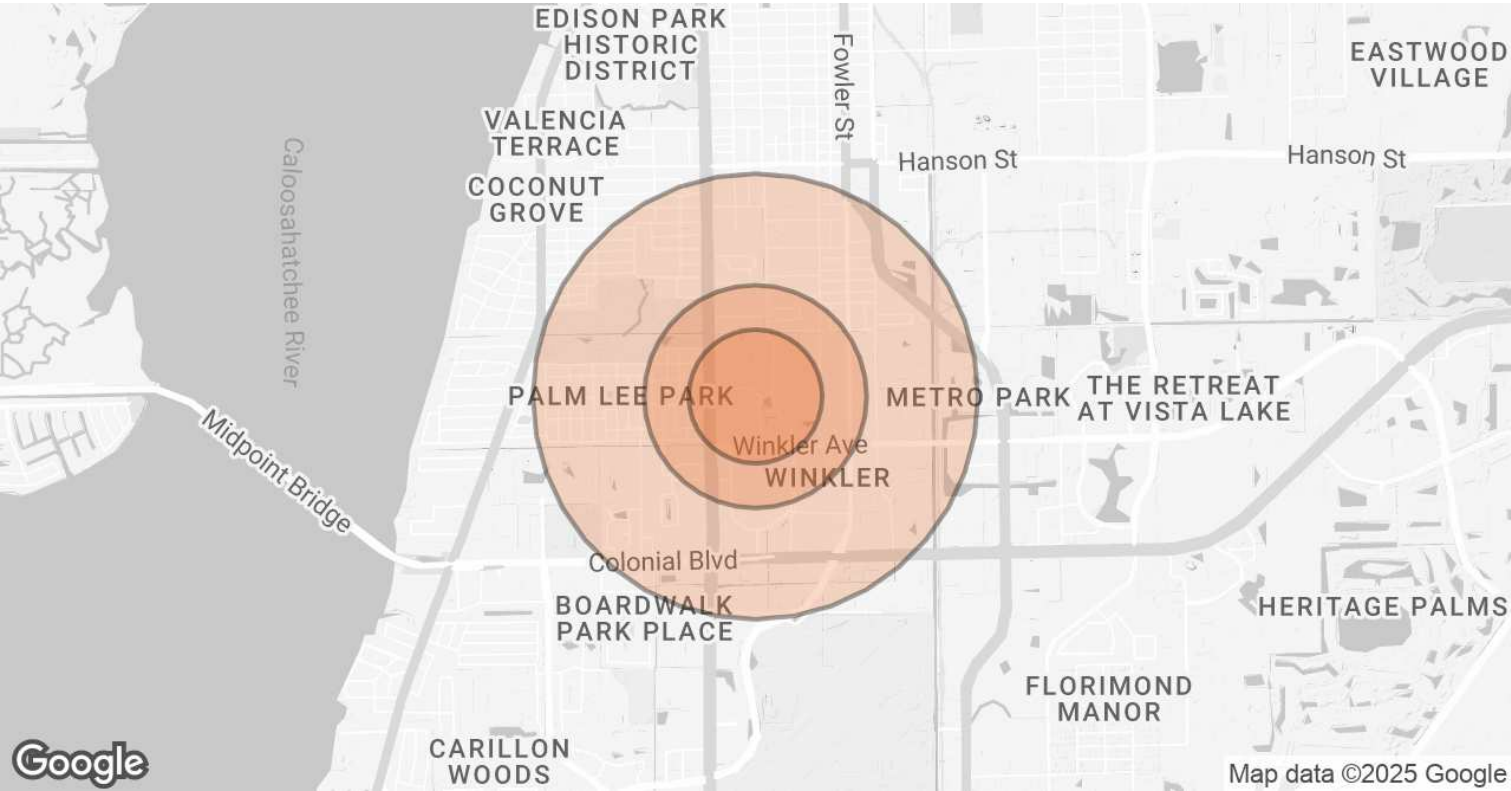 EDISON PARK
HISTORIC
DISTRICT
Fowler St
EASTWOOD
VILLAGE
VALENCIA
TERRACE
Hanson St
Hanson St
COCONUT
GROVE
Caloosahatchee River
PALM LEE PARK
METRO PARK
THE RETREAT
AT VISTA LAKE
Midpoint Bridge
Winkler Ave
WINKLER
Colonial Blvd
BOARDWALK
PARK PLACE
HERITAGE PALMS
FLORIMOND
MANOR
CARILLON
WOODS
Google
Map data ©2025 Google